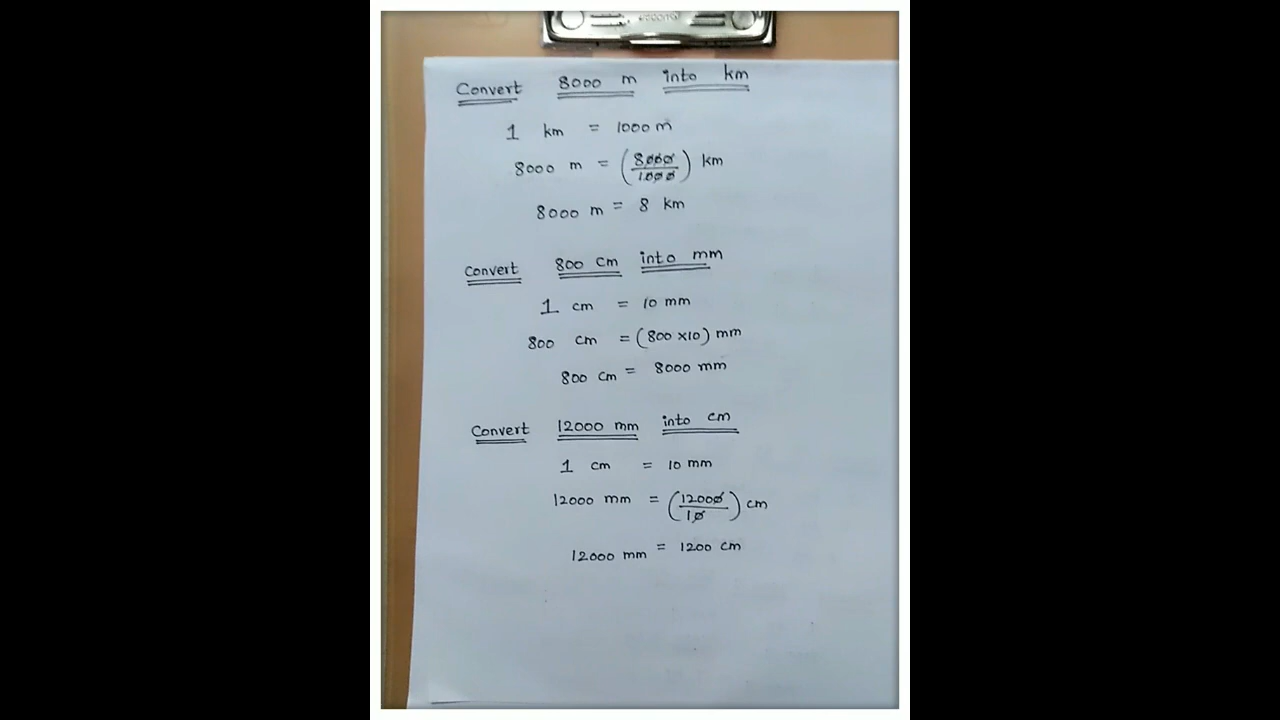 Convert 8000 m into km
1 km = 1000 m
8000 m = (8000/1000) km
8000 m = 8 km
Convert 800 cm into mm
1 cm = 10 mm
800 cm = (800 x10) mm
800 cm = 8000 mm
Convert 12000 mm into cm
1 cm = 10 mm
12000 mm = (12000/10) cm
12000 mm = 1200 cm